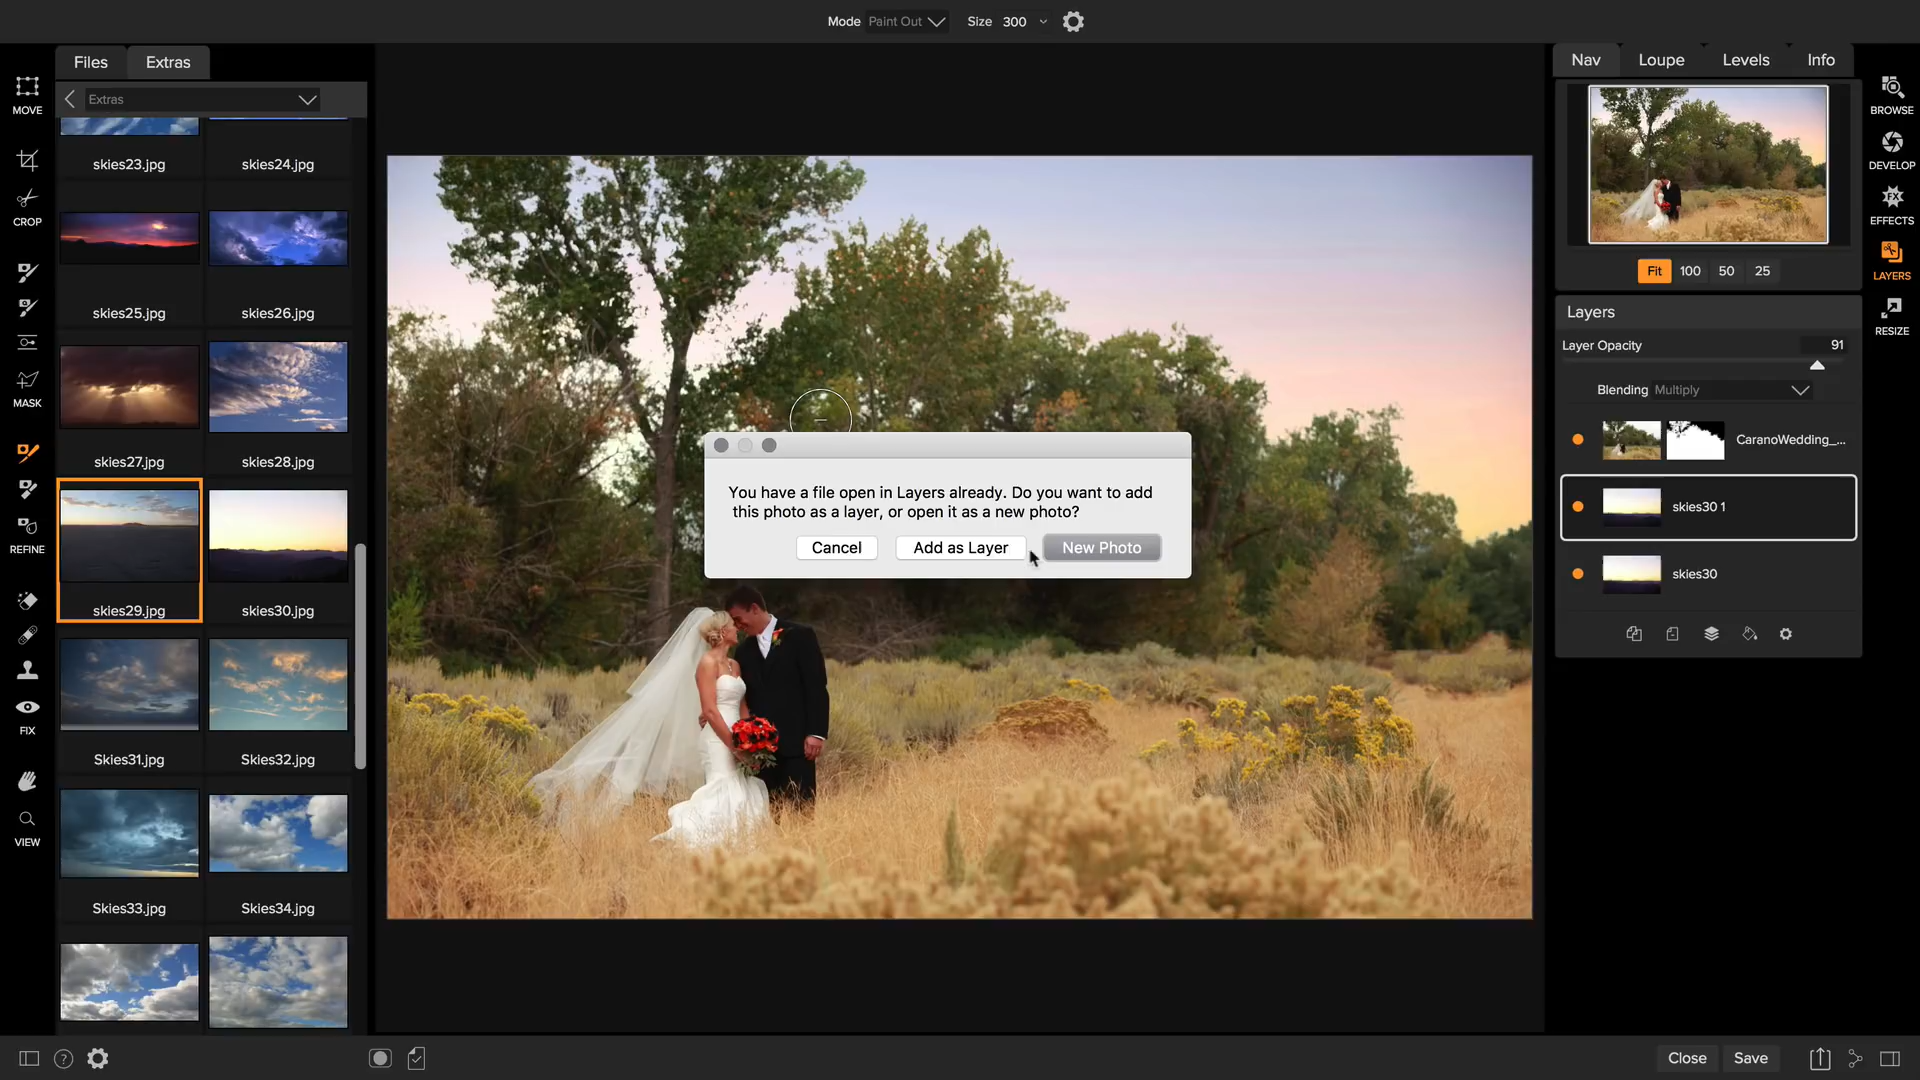 Mode Paint Out Size 300
Files Extras
Extras
MOVE
CROP
MASK
REFINE
FIX
VIEW
skies23.jpg skies24.jpg
skies25.jpg skies26.jpg
skies27.jpg skies28.jpg
skies29.jpg skies30.jpg
Skies31.jpg Skies32.jpg
Skies33.jpg Skies34.jpg
You have a file open in Layers already. Do you want to add
this photo as a layer, or open it as a new photo?
Cancel Add as Layer New Photo
Nav Loupe Levels Info
Fit 100 50 25
Layers
Layer Opacity 91
Blending Multiply
CaranoWedding_...
skies30 1
skies30
BROWSE
DEVELOP
EFFECTS
LAYERS
RESIZE
? Close Save